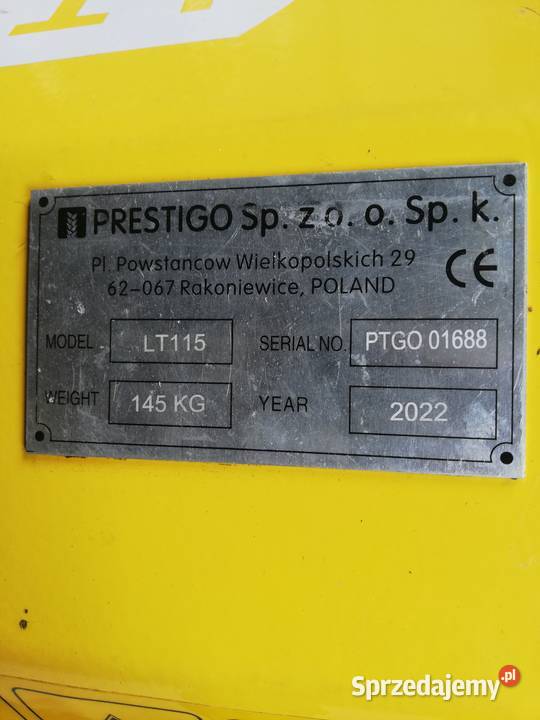 PRESTIGO Sp. z o. o. Sp. k.
Pl. Powstancow Wielkopolskich 29
62-067 Rakoniewice, POLAND
CE
MODEL LT115 SERIAL NO. PTGO 01688
WEIGHT 145 KG YEAR 2022
Sprzedajemy.pl